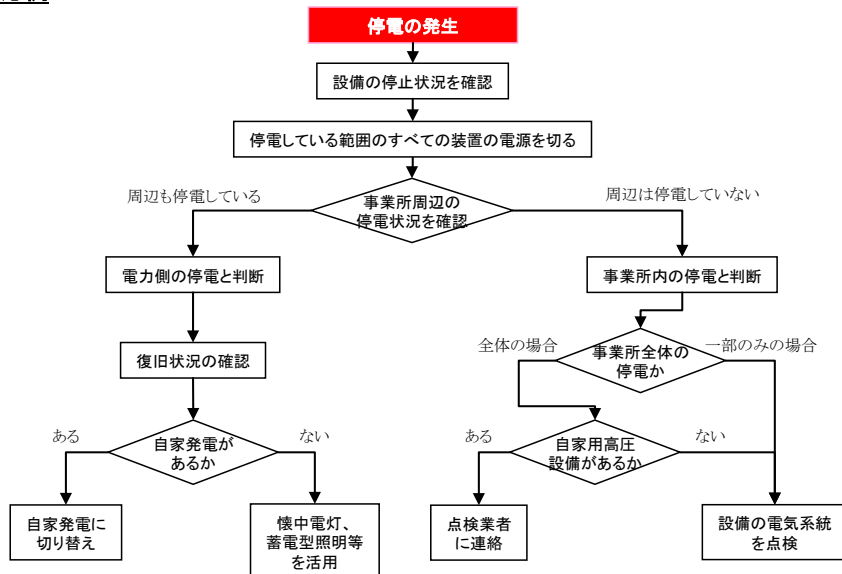 停電の発生
設備の停止状況を確認
停電している範囲のすべての装置の電源を切る
周辺も停電している
事業所周辺の
停電状況を確認
周辺は停電していない
電力側の停電と判断
事業所内の停電と判断
復旧状況の確認
全体の場合
事業所全体の
停電か
一部のみの場合
ある
自家発電が
あるか
ない
ある
自家用高圧
設備があるか
ない
自家発電に
切り替え
懐中電灯、
蓄電型照明等
を活用
点検業者
に連絡
設備の電気系統
を点検